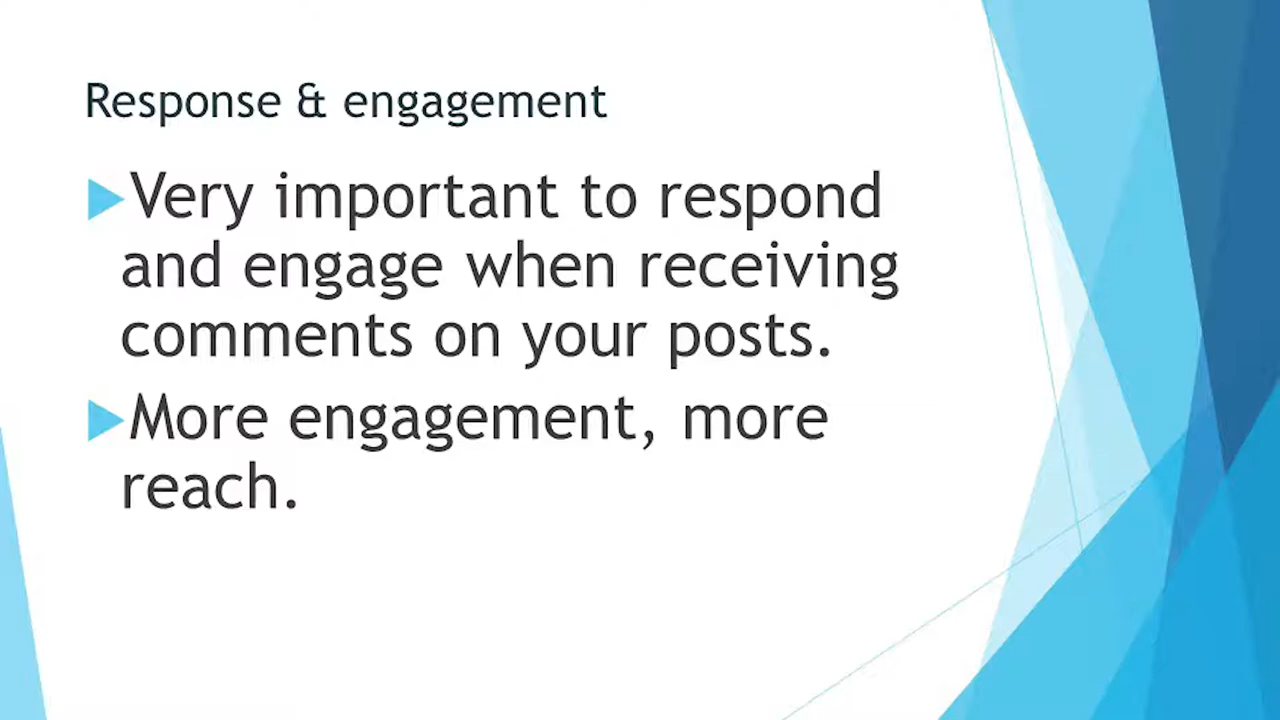 Response & engagement
Very important to respond
and engage when receiving
comments on your posts.
More engagement, more
reach.